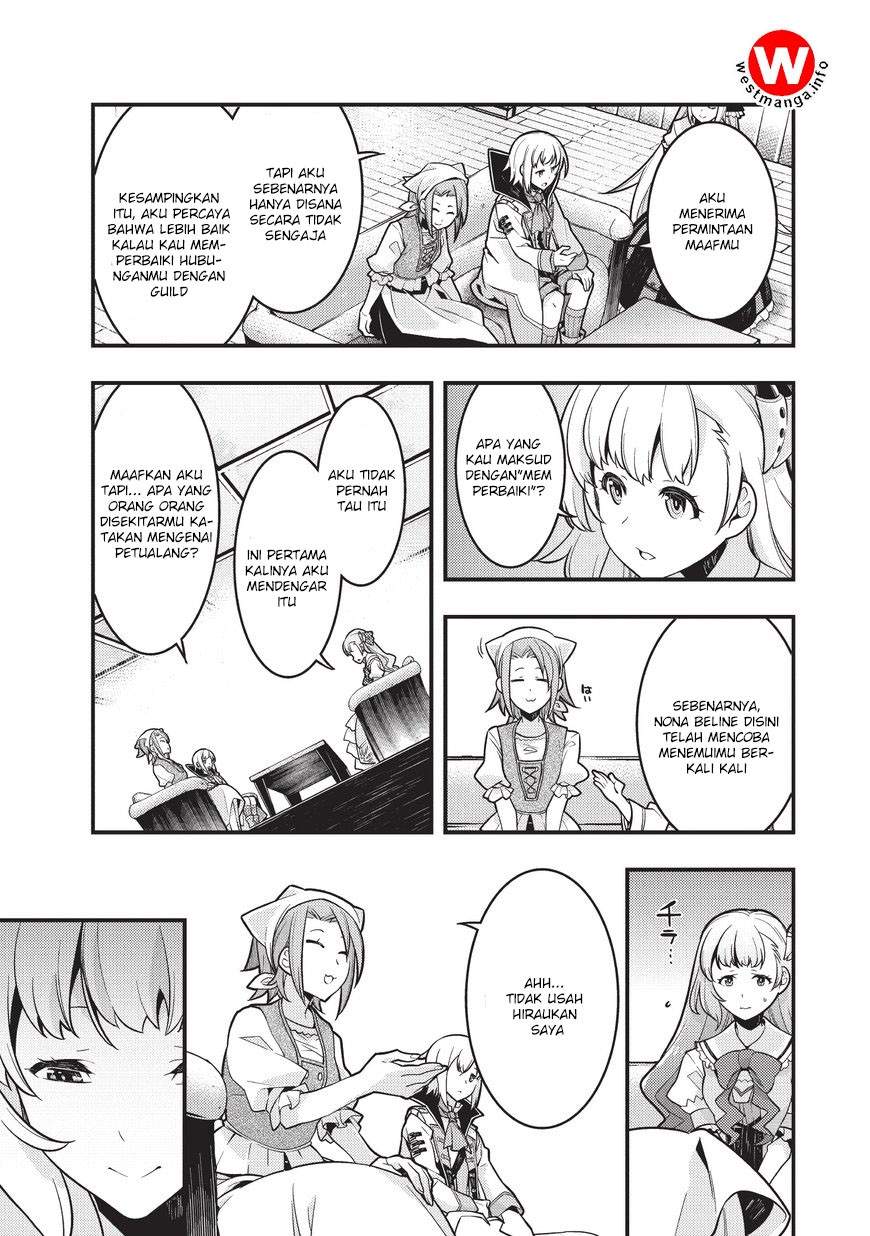 W
westmanga.info
AKU
MENERIMA
PERMINTAAN
MAAFMU
TAPI AKU
SEBENARNYA
HANYA DISANA
SECARA TIDAK
SENGAJA
KESAMPINGKAN
ITU, AKU PERCAYA
BAHWA LEBIH BAIK
KALAU KAU MEM-
PERBAIKI HUBU-
NGANMU DENGAN
GUILD
APA YANG
KAU MAKSUD
DENGAN"MEM
PERBAIKI"?
SEBENARNYA,
NONA BELINE DISINI
TELAH MENCOBA
MENEMUIMU BER-
KALI KALI
はい
AKU TIDAK
PERNAH
TAU ITU
INI PERTAMA
KALINYA AKU
MENDENGAR
ITU
MAAFKAN AKU
TAPI... APA YANG
ORANG ORANG
DISEKITARMU KA-
TAKAN MENGENAI
PETUALANG?
チラ…
AHH...
TIDAK USAH
HIRAUKAN
SAYA